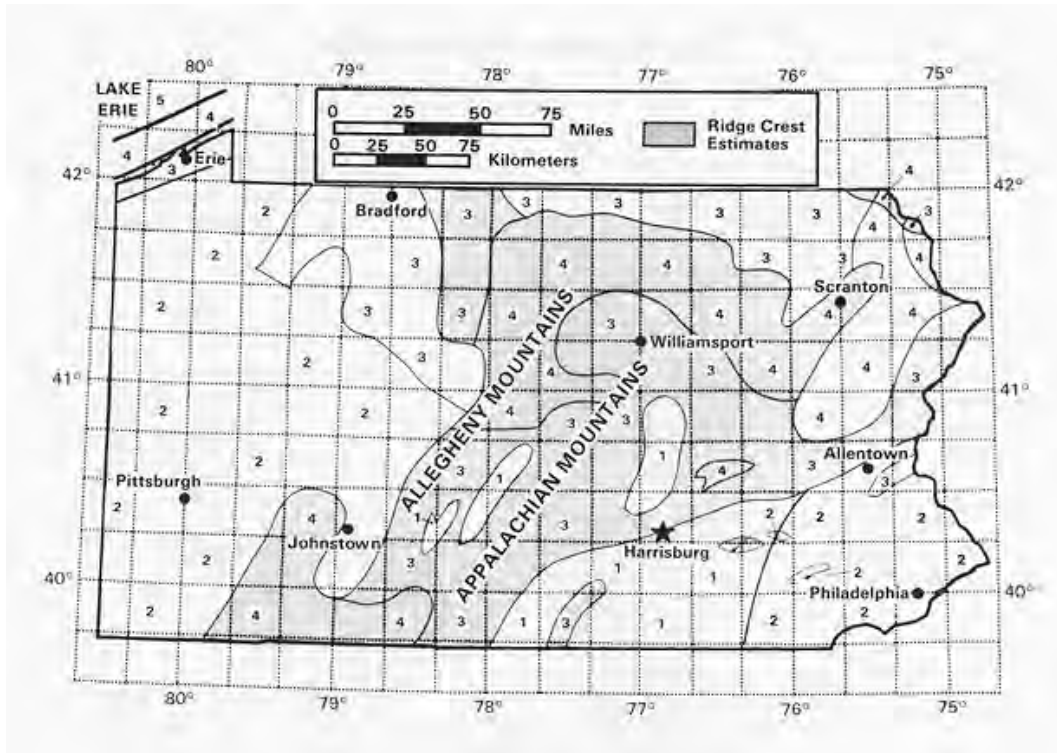 80° 79° 78° 77° 76° 75°
LAKE
ERIE
5
4
4
Erie
3
0 25 50 75
Miles
0 25 50 75
Kilometers
Ridge Crest
Estimates
42° 42°
4
2 Bradford 3 3 3 3 3 3
4
2 3 4 4 3 3 4
Scranton
2 3 3 4 3 4 4 4
Williamsport
2 3 4 3 4 4 3
41° 41°
2 2 4 3 3 4
ALLEGHENY MOUNTAINS
APPALACHIAN MOUNTAINS
Allentown
2 3 1 1 4 3 3
Pittsburgh
2 4 1 3 2 2
Johnstown Harrisburg
2 3 1 1 2 2
40° 40°
Philadelphia
2 4 4 3 1 3 1 2 2
80° 79° 78° 77° 76° 75°